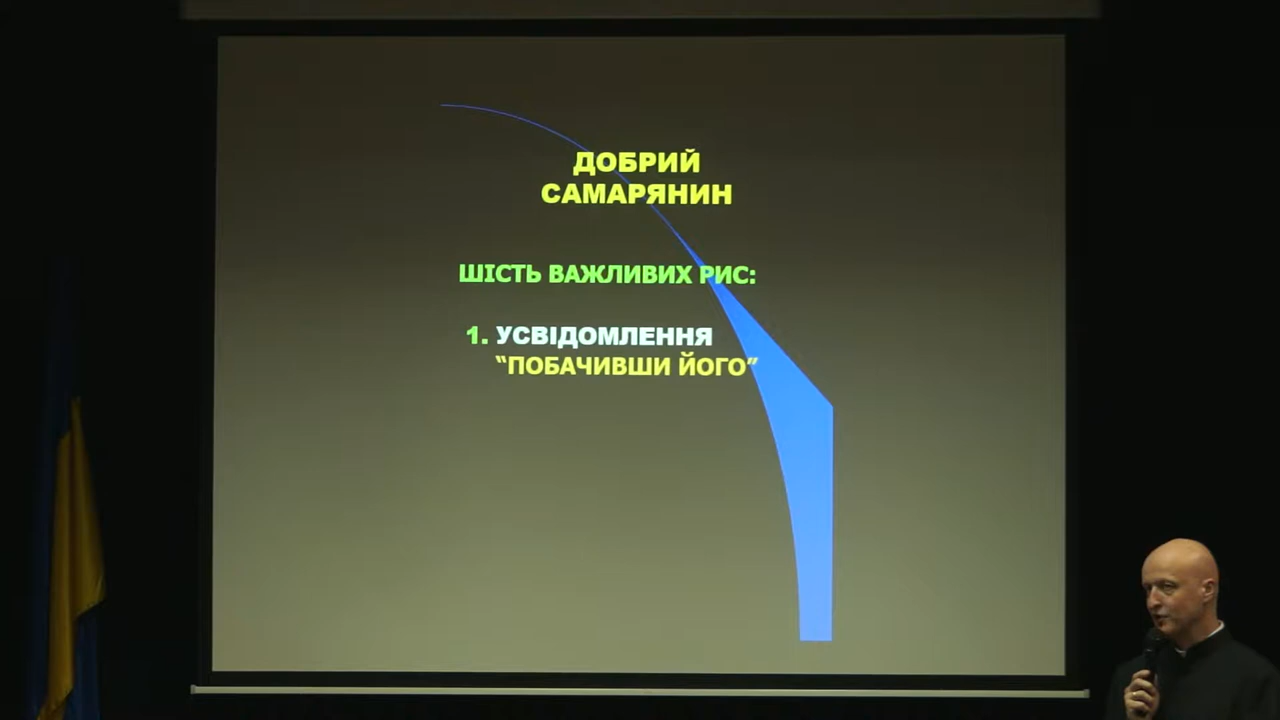 ДОБРИЙ
САМАРЯНИН
ШІСТЬ ВАЖЛИВИХ РИС:
1. УСВІДОМЛЕННЯ
“ПОБАЧИВШИ ЙОГО”